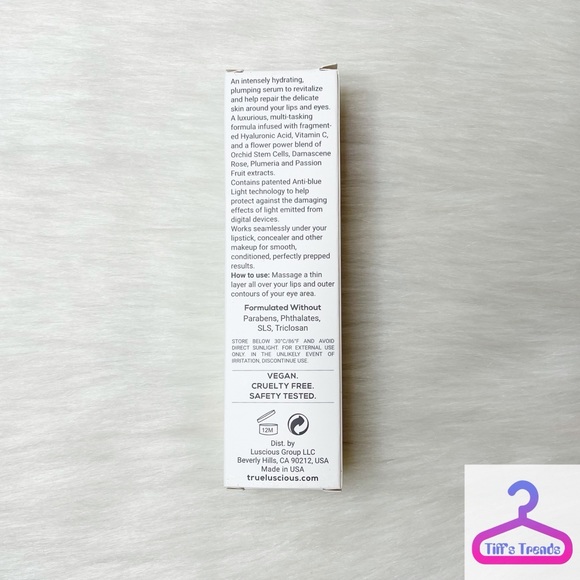 An intensely hydrating,
plumping serum to revitalize
and help repair the delicate
skin around your lips and eyes.
A luxurious, multi-tasking
formula infused with fragment-
ed Hyaluronic Acid, Vitamin C,
and a flower power blend of
Orchid Stem Cells, Damascene
Rose, Plumeria and Passion
Fruit extracts.
Contains patented Anti-blue
Light technology to help
protect against the damaging
effects of light emitted from
digital devices.
Works seamlessly under your
lipstick, concealer and other
makeup for smooth,
conditioned, perfectly prepped
results.
How to use: Massage a thin
layer all over your lips and outer
contours of your eye area.
Formulated Without
Parabens, Phthalates,
SLS, Triclosan
STORE BELOW 30°C/86°F AND AVOID
DIRECT SUNLIGHT. FOR EXTERNAL USE
ONLY. IN THE UNLIKELY EVENT OF
IRRITATION, DISCONTINUE USE.
VEGAN.
CRUELTY FREE.
SAFETY TESTED.
12M
Dist. by
Luscious Group LLC
Beverly Hills, CA 90212, USA
Made in USA
trueluscious.com
Tiff's Trends